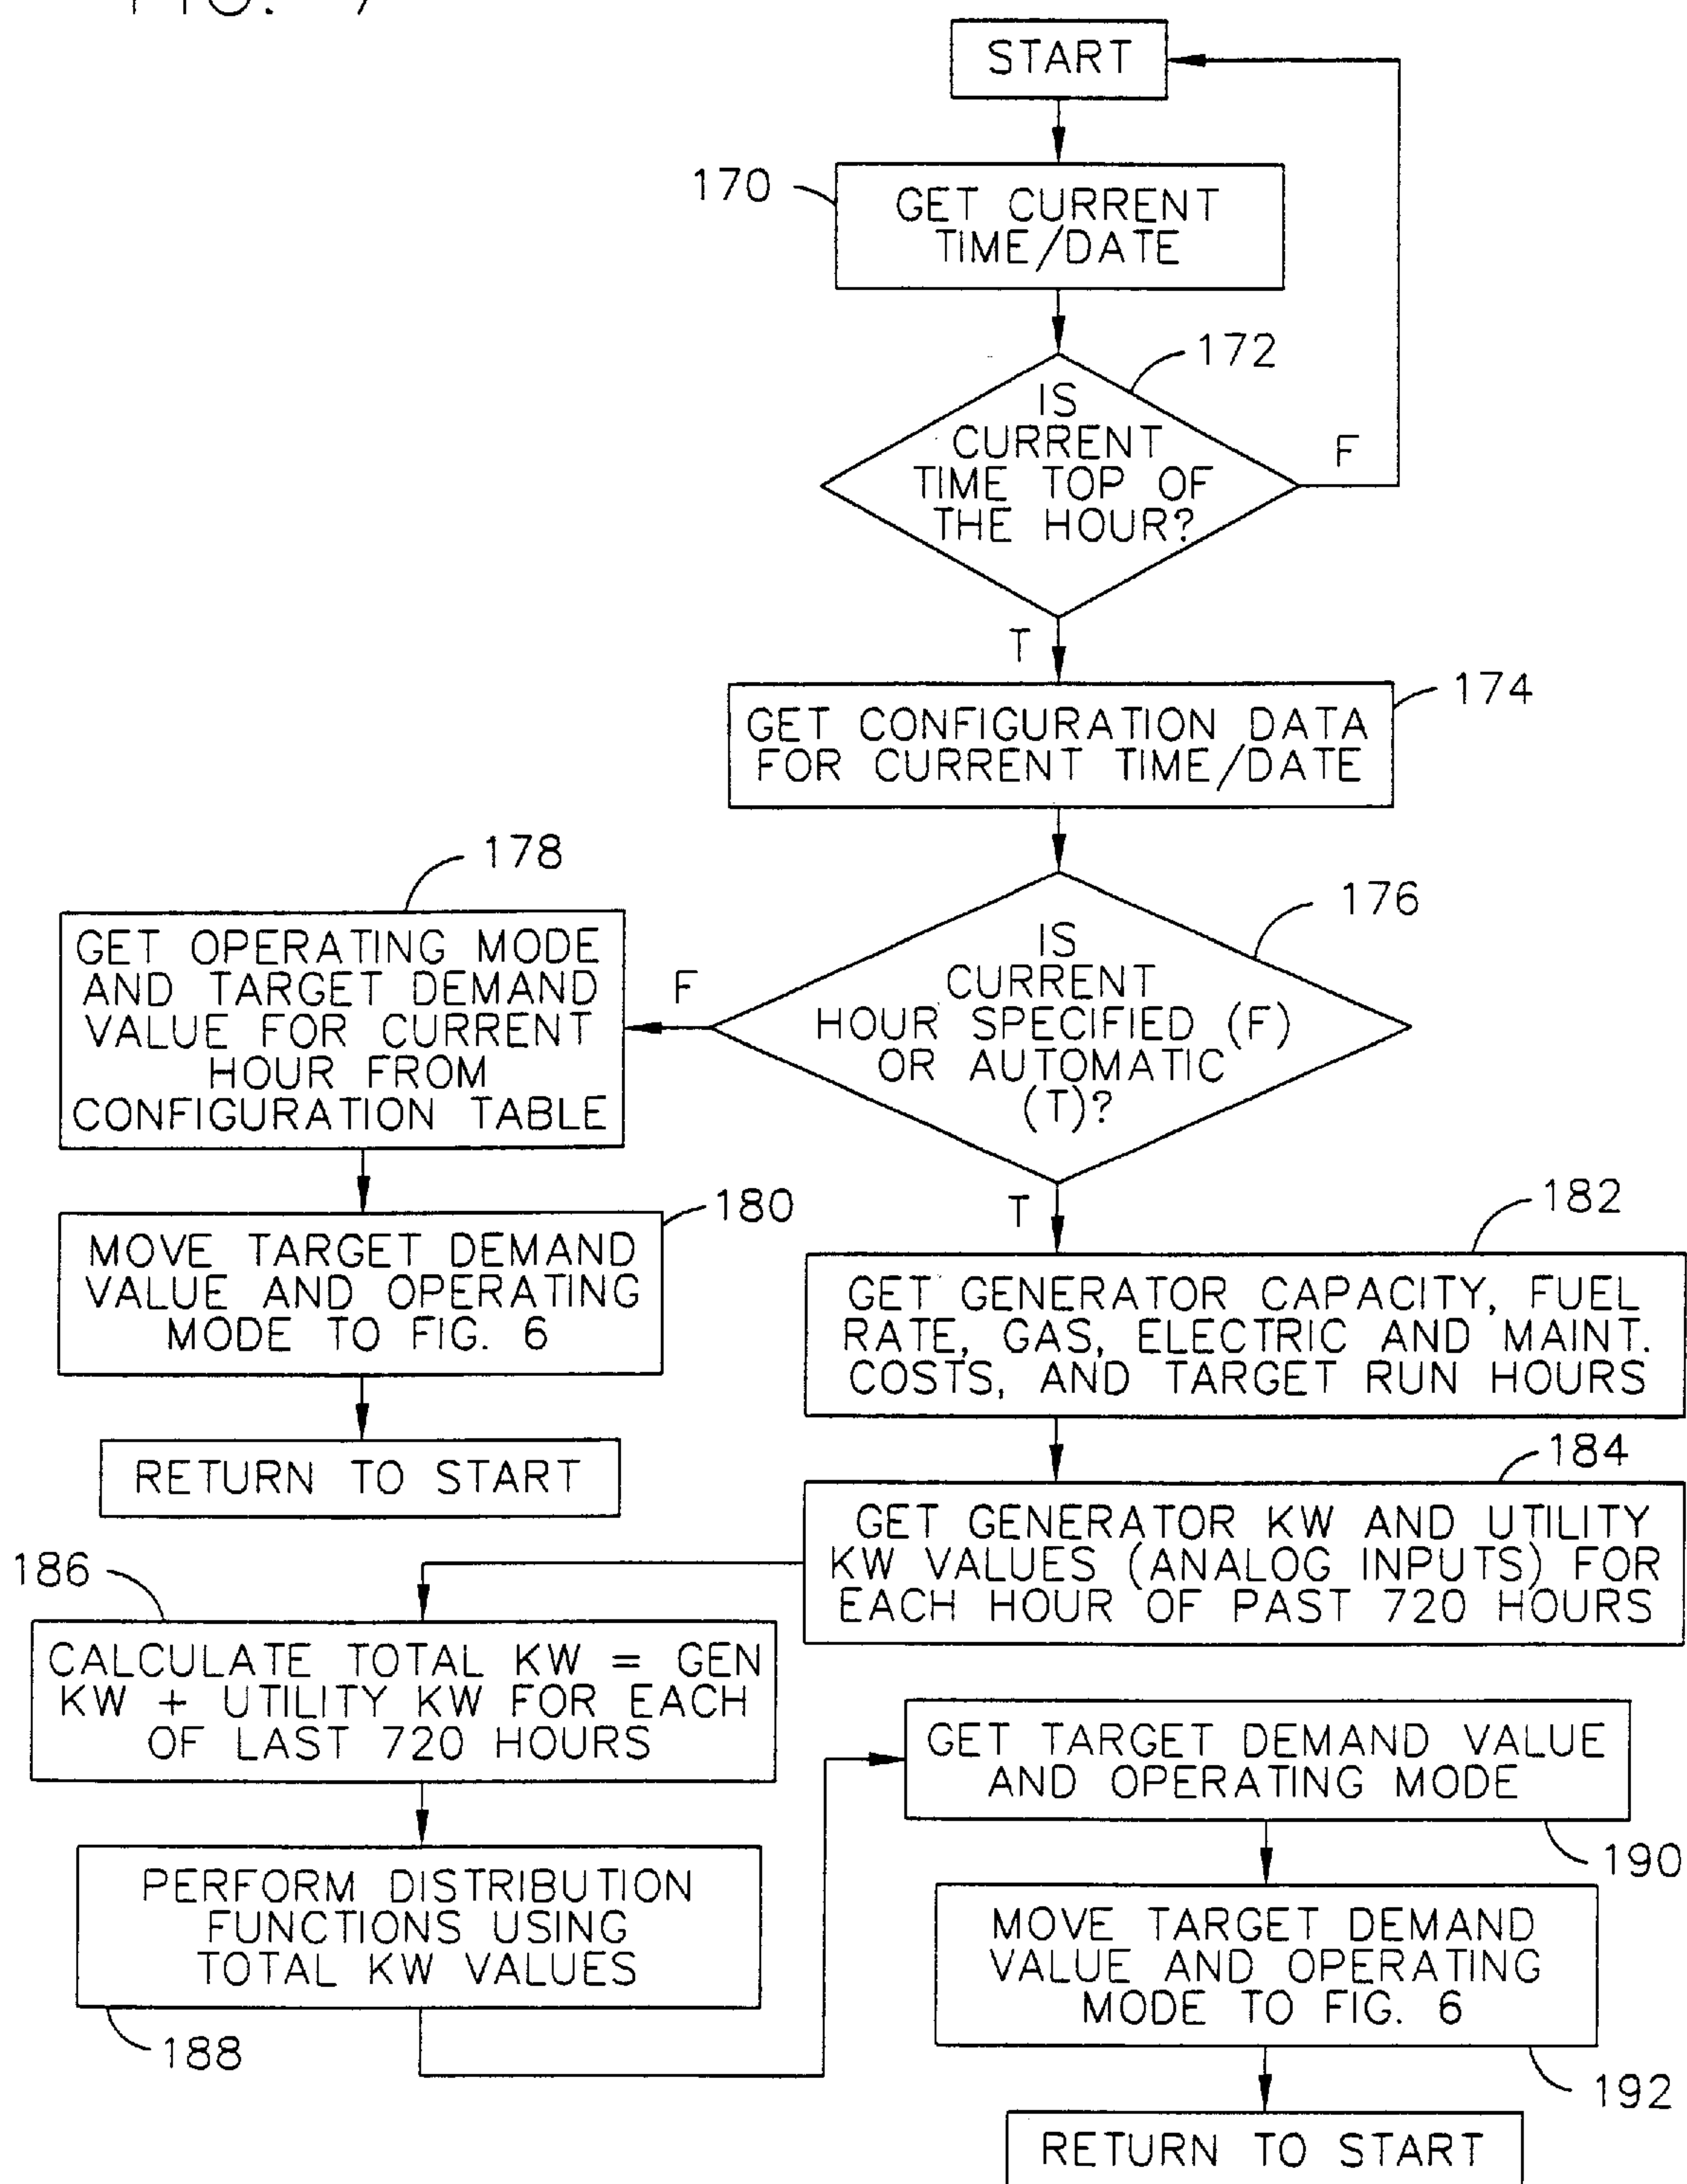 FIG. 7
START
170
GET CURRENT
TIME/DATE
172
IS
CURRENT
TIME TOP OF
THE HOUR?
F
T
174
GET CONFIGURATION DATA
FOR CURRENT TIME/DATE
176
IS
CURRENT
HOUR SPECIFIED (F)
OR AUTOMATIC
(T)?
F
178
GET OPERATING MODE
AND TARGET DEMAND
VALUE FOR CURRENT
HOUR FROM
CONFIGURATION TABLE
180
MOVE TARGET DEMAND
VALUE AND OPERATING
MODE TO FIG. 6
RETURN TO START
T
182
GET GENERATOR CAPACITY, FUEL
RATE, GAS, ELECTRIC AND MAINT.
COSTS, AND TARGET RUN HOURS
184
GET GENERATOR KW AND UTILITY
KW VALUES (ANALOG INPUTS) FOR
EACH HOUR OF PAST 720 HOURS
186
CALCULATE TOTAL KW = GEN
KW + UTILITY KW FOR EACH
OF LAST 720 HOURS
PERFORM DISTRIBUTION
FUNCTIONS USING
TOTAL KW VALUES
188
GET TARGET DEMAND VALUE
AND OPERATING MODE
190
MOVE TARGET DEMAND
VALUE AND OPERATING
MODE TO FIG. 6
192
RETURN TO START